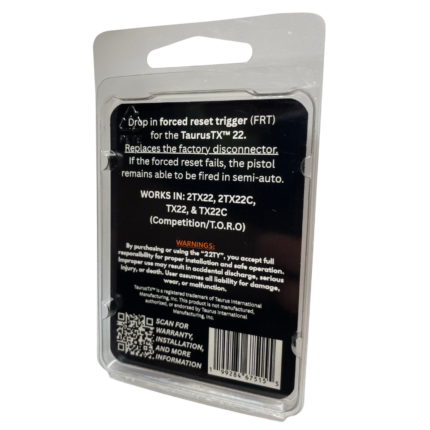 Drop in forced reset trigger (FRT)
for the TaurusTX™ 22.
Replaces the factory disconnector.
If the forced reset fails, the pistol
remains able to be fired in semi-auto.
WORKS IN: 2TX22, 2TX22C,
TX22, & TX22C
(Competition/T.O.R.O)
WARNINGS:
By purchasing or using the "22TY", you accept full
responsibility for proper installation and safe operation.
Improper use may result in accidental discharge, serious
injury, or death. User assumes all liability for damage,
wear, or malfunction.
TaurusTX™ is a registered trademark of Taurus International
Manufacturing, Inc. This product is not manufactured,
authorized, or endorsed by Taurus International
Manufacturing, Inc.
SCAN FOR
WARRANTY,
INSTALLATION,
AND MORE
INFORMATION